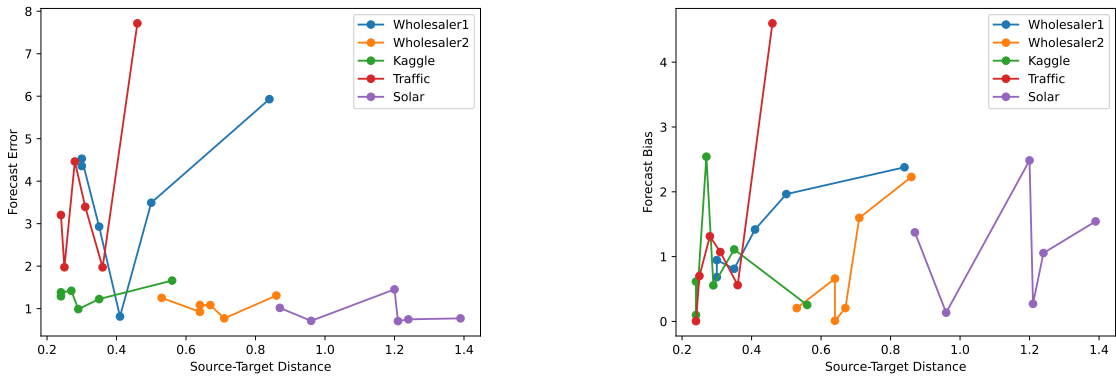 8
7
6
5
4
3
2
1
Forecast Error
0.2 0.4 0.6 0.8 1.0 1.2 1.4
Source-Target Distance
Wholesaler1
Wholesaler2
Kaggle
Traffic
Solar
4
3
2
1
0
Forecast Bias
0.2 0.4 0.6 0.8 1.0 1.2 1.4
Source-Target Distance
Wholesaler1
Wholesaler2
Kaggle
Traffic
Solar